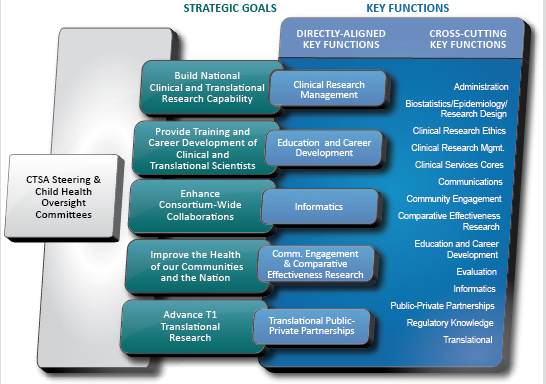 STRATEGIC GOALS
KEY FUNCTIONS
DIRECTLY-ALIGNED
KEY FUNCTIONS
CROSS-CUTTING
KEY FUNCTIONS
CTSA Steering &
Child Health
Oversight
Committees
Build National
Clinical and Translational
Research Capability
Clinical Research
Management
Provide Training and
Career Development of
Clinical and
Translational Scientists
Education and Career
Development
Enhance
Consortium-Wide
Collaborations
Informatics
Improve the Health
of our Communities
and the Nation
Comm. Engagement
& Comparative
Effectiveness Research
Advance T1
Translational
Research
Translational Public-
Private Partnerships
Administration
Biostatistics/Epidemiology/
Research Design
Clinical Research Ethics
Clinical Research Mgmt.
Clinical Services Cores
Communications
Community Engagement
Comparative Effectiveness
Research
Education and Career
Development
Evaluation
Informatics
Public-Private Partnerships
Regulatory Knowledge
Translational